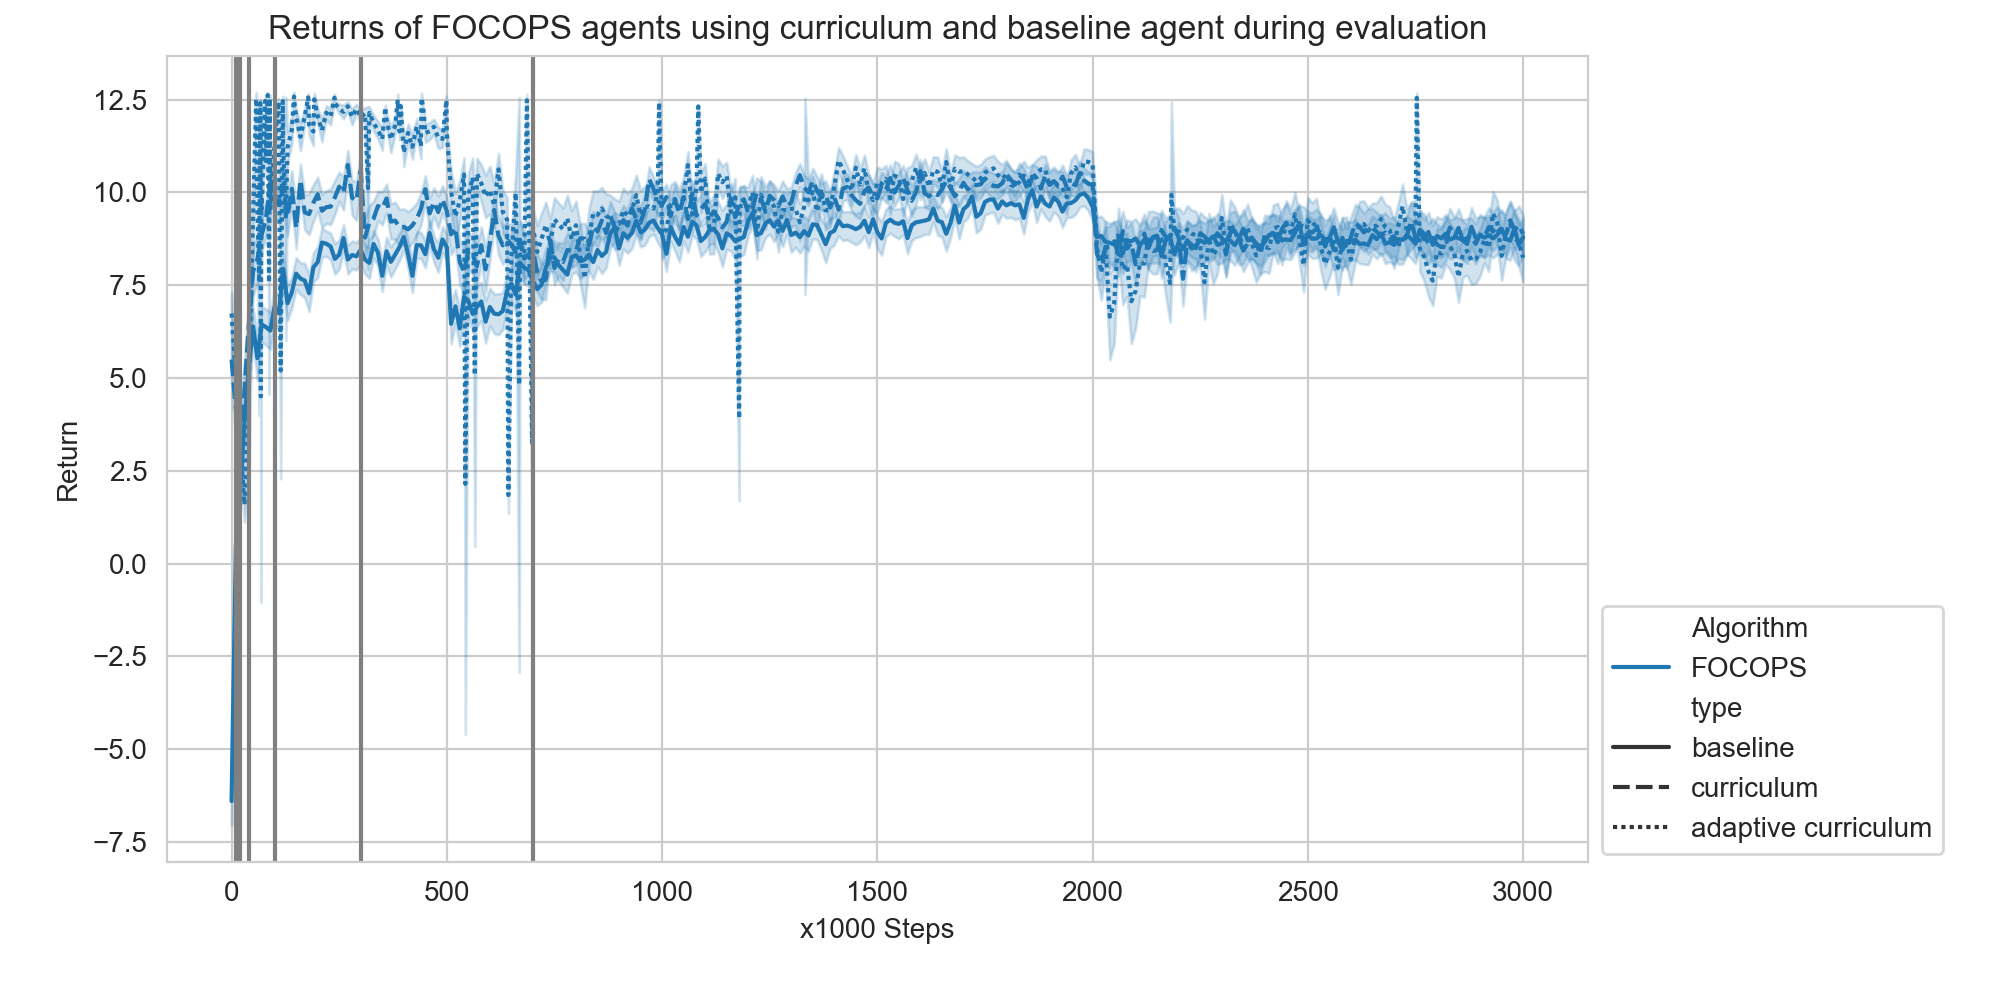 Returns of FOCOPS agents using curriculum and baseline agent during evaluation
12.5
10.0
7.5
5.0
2.5
0.0
−2.5
−5.0
−7.5
Return
0 500 1000 1500 2000 2500 3000
x1000 Steps
Algorithm
FOCOPS
type
baseline
curriculum
adaptive curriculum